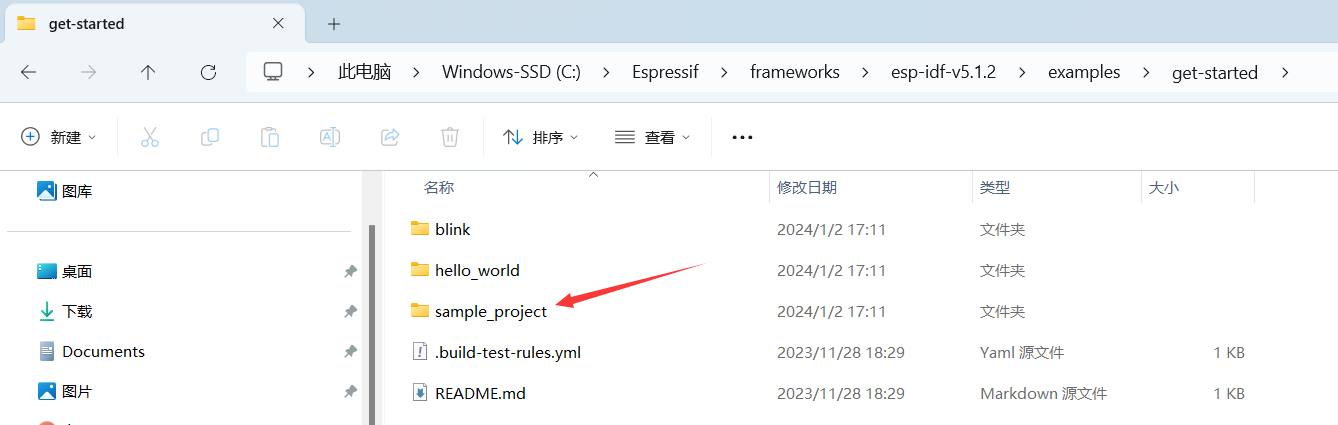 get-started
此电脑 Windows-SSD (C:) Espressif frameworks esp-idf-v5.1.2 examples get-started
新建 排序 查看
图库
桌面
下载
Documents
图片
名称 修改日期 类型 大小
blink 2024/1/2 17:11 文件夹
hello_world 2024/1/2 17:11 文件夹
sample_project 2024/1/2 17:11 文件夹
.build-test-rules.yml 2023/11/28 18:29 Yaml 源文件 1 KB
README.md 2023/11/28 18:29 Markdown 源文件 1 KB